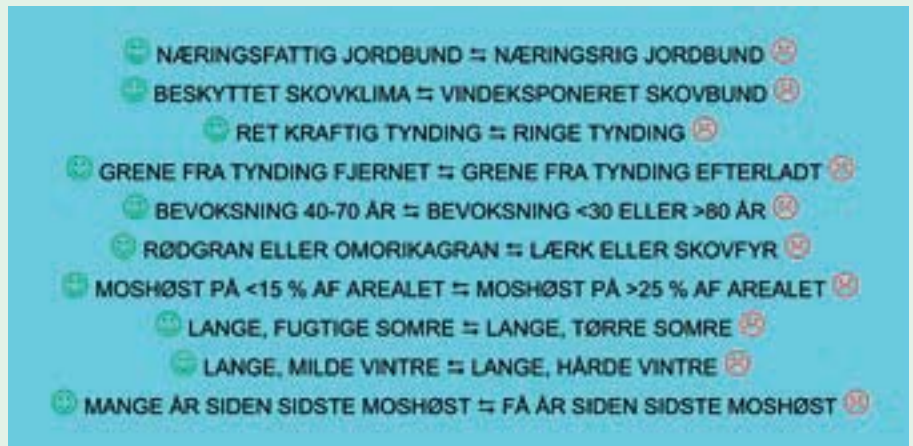 NÆRINGSFATTIG JORDBUND ⇆ NÆRINGSRIG JORDBUND
BESKYTTET SKOVKLIMA ⇆ VINDEKSPONERET SKOVBUND
RET KRAFTIG TYNDING ⇆ RINGE TYNDING
GRENE FRA TYNDING FJERNET ⇆ GRENE FRA TYNDING EFTERLADT
BEVOKSNING 40-70 ÅR ⇆ BEVOKSNING <30 ELLER >80 ÅR
RØDGRAN ELLER OMORIKAGRAN ⇆ LÆRK ELLER SKOVFYR
MOSHØST PÅ <15 % AF AREALET ⇆ MOSHØST PÅ >25 % AF AREALET
LANGE, FUGTIGE SOMRE ⇆ LANGE, TØRRE SOMRE
LANGE, MILDE VINTRE ⇆ LANGE, HÅRDE VINTRE
MANGE ÅR SIDEN SIDSTE MOSHØST ⇆ FÅ ÅR SIDEN SIDSTE MOSHØST